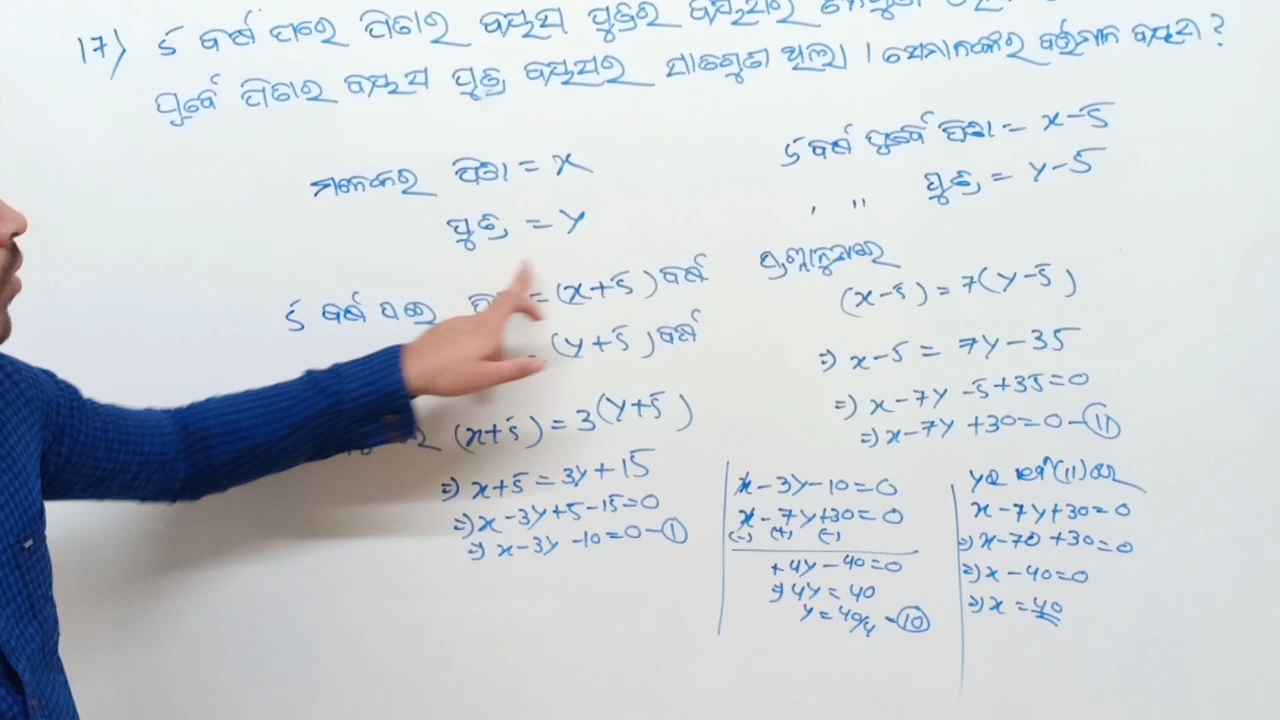 17) 5 ବର୍ଷ ପରେ ପିତାର ବୟସ ପୁତ୍ରର ବୟସର
ପୂର୍ବେ ପିତାର ବୟସ ପୁତ୍ର ବୟସର ସାତଗୁଣ ଥିଲା । ସେମାନଙ୍କର ବର୍ତ୍ତମାନ ବୟସ ?
ମନେକର ପିତା = x
ପୁତ୍ର = y
5 ବର୍ଷ ପରେ = (x+5) ବର୍ଷ
= (y+5) ବର୍ଷ
(x+5) = 3(y+5)
=) x+5 = 3y+15
=) x-3y+5-15=0
=) x-3y-10=0-①
5 ବର୍ଷ ପୂର୍ବେ ପିତା = x-5
, " ପୁତ୍ର = y-5
ପ୍ରଶ୍ନାନୁସାରେ
(x-5) = 7(y-5)
=) x-5 = 7y-35
=) x-7y-5+35=0
=) x-7y+30=0-(11)
x-3y-10=0
x-7y+30=0
(-) (+) (-)
+4y-40=0
=) 4y=40
y=40/4=10
x-7y+30=0
=) x-70+30=0
=) x-40=0
=) x=40